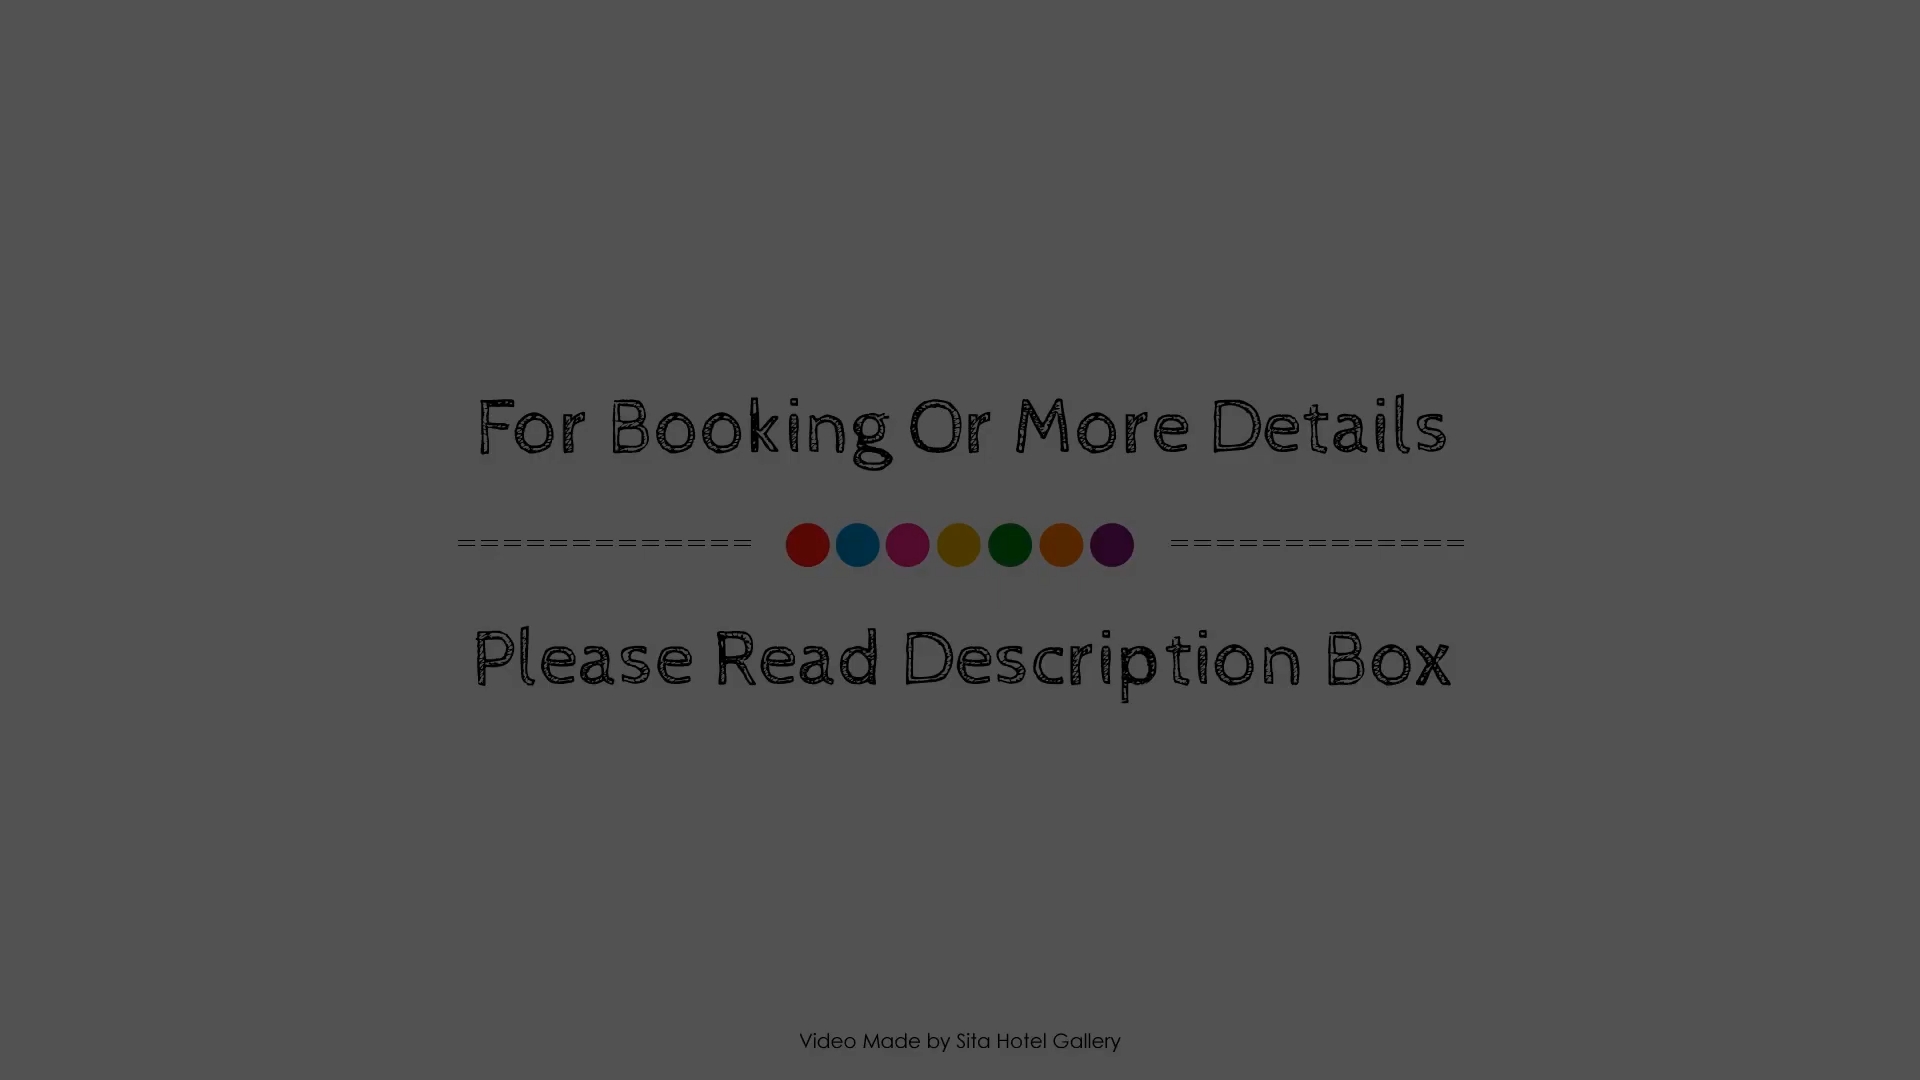 For Booking Or More Details
============= =============
Please Read Description Box
Video Made by Sita Hotel Gallery